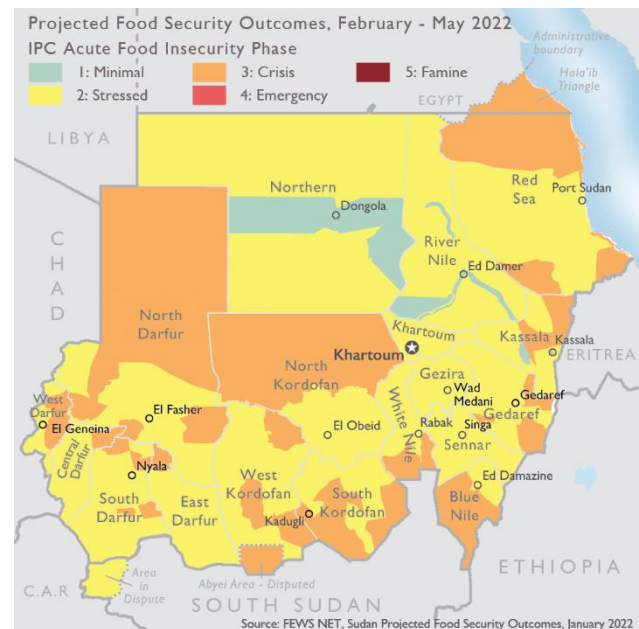 Projected Food Security Outcomes, February - May 2022
IPC Acute Food Insecurity Phase
1: Minimal
3: Crisis
5: Famine
2: Stressed
4: Emergency
Administrative
boundary
Hala'ib
Triangle
EGYPT
LIBYA
Northern
Dongola
Red
Sea
Port Sudan
River
Nile
Ed Damer
CHAD
North
Darfur
Khartoum
Khartoum
Kassala
Kassala
ERITREA
North
Kordofan
Gezira
Wad
Medani
Gedaref
Gedaref
West
Darfur
El Geneina
El Fasher
El Obeid
White Nile
Rabak
Singa
Sennar
Central
Darfur
Nyala
West
Kordofan
South
Kordofan
Ed Damazine
Blue
Nile
South
Darfur
East
Darfur
Kadugli
ETHIOPIA
C.A.R
Area
in
Dispute
Abyei Area - Disputed
SOUTH SUDAN
Source: FEWS NET, Sudan Projected Food Security Outcomes, January 2022